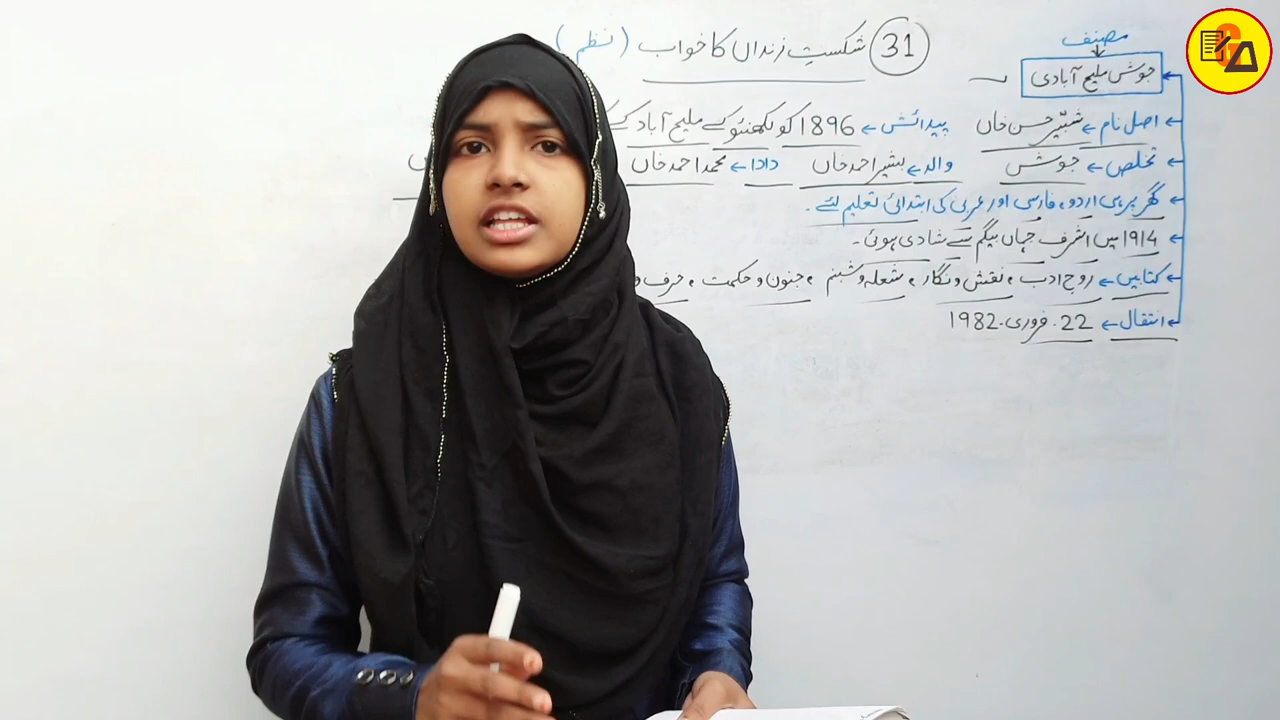 مصنف
31 شکستِ زنداں کا خواب (نظم)
جوش ملیح آبادی
اصل نام ← شبیر حسن خاں پیدائش ← 1896 کو لکھنئو کے ملیح آباد کے
تخلص ← جوش والد ← بشیر احمد خاں دادا ← محمد احمد خاں
گھر پر ہی اردو، فارسی اور عربی کی ابتدائی تعلیم لئے۔
1914 میں اشرف جہاں بیگم سے شادی ہوئی۔
کتابیں ← روح ادب، نقش و نگار، شعلہ و شبنم، جنون و حکمت، حرف و
انتقال ← 22۔ فروری۔ 1982